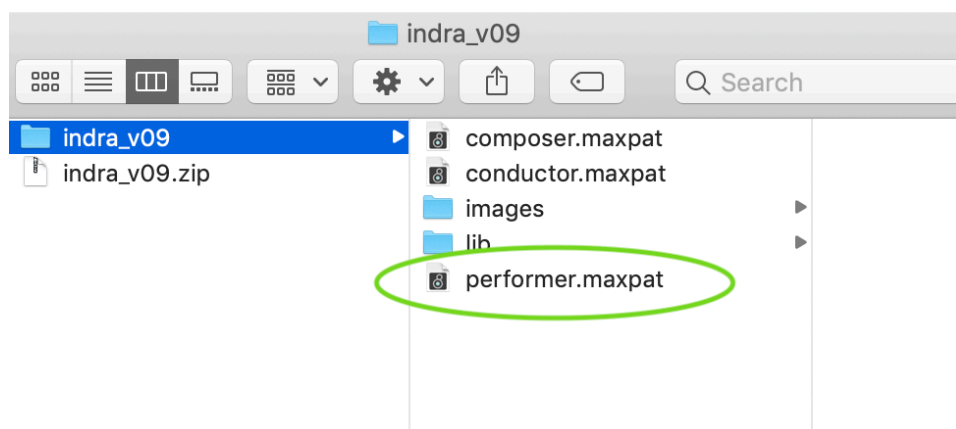 indra_v09
Search
indra_v09
indra_v09.zip
composer.maxpat
conductor.maxpat
images
lib
performer.maxpat